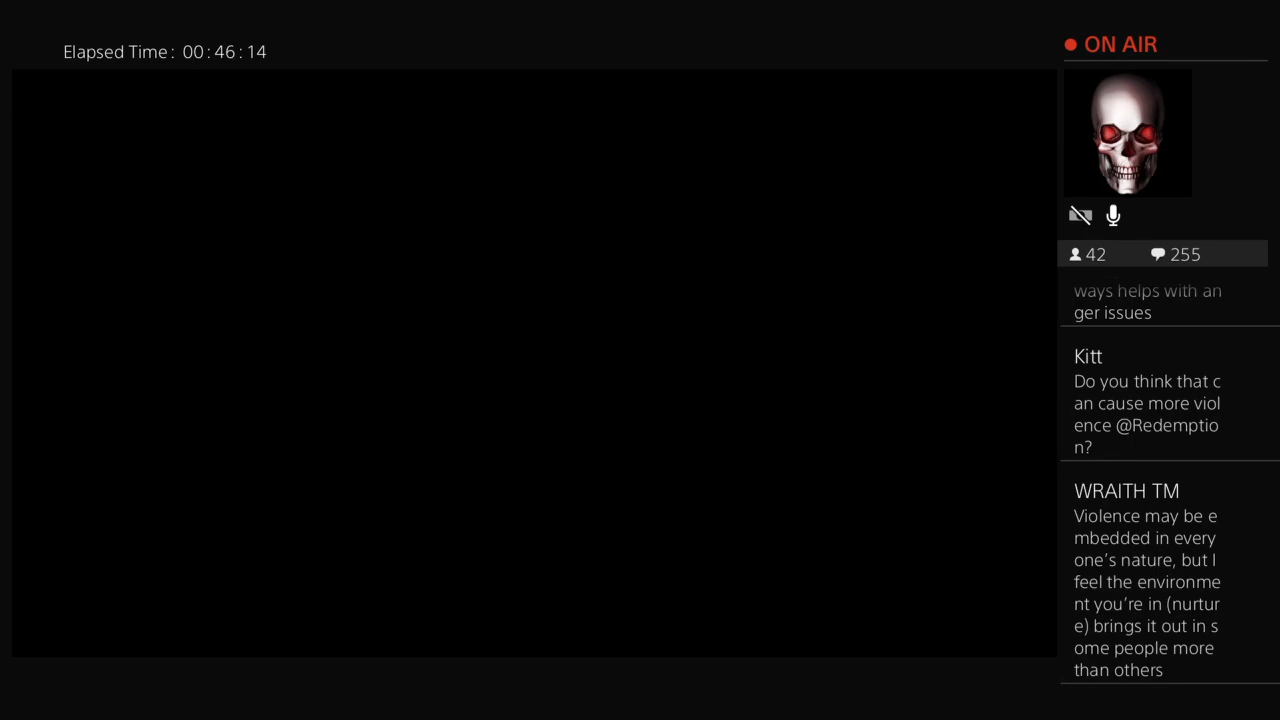 Elapsed Time: 00:46:14
ON AIR
42 255
ways helps with an
ger issues
Kitt
Do you think that c
an cause more viol
ence @Redemptio
n?
WRAITH TM
Violence may be e
mbedded in every
one's nature, but I
feel the environme
nt you're in (nurtur
e) brings it out in s
ome people more
than others